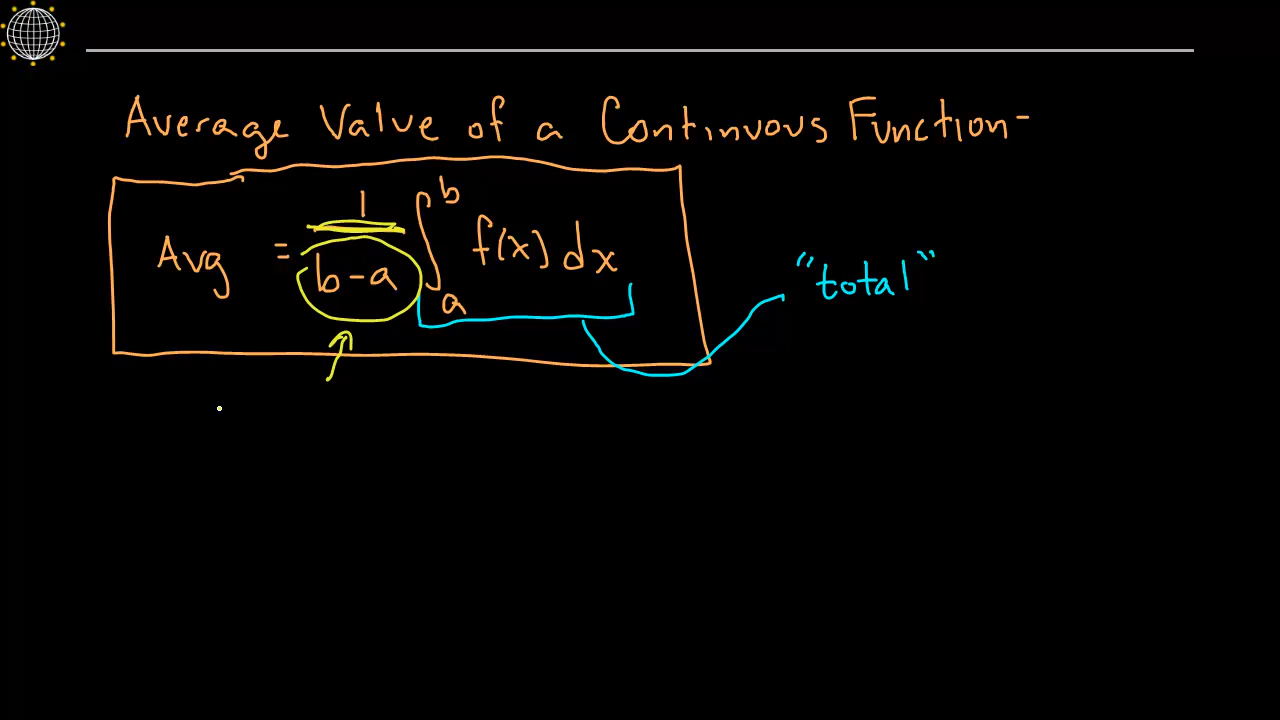 Average Value of a Continuous Function-
Avg = 1/(b-a) ∫_a^b f(x) dx
"total"